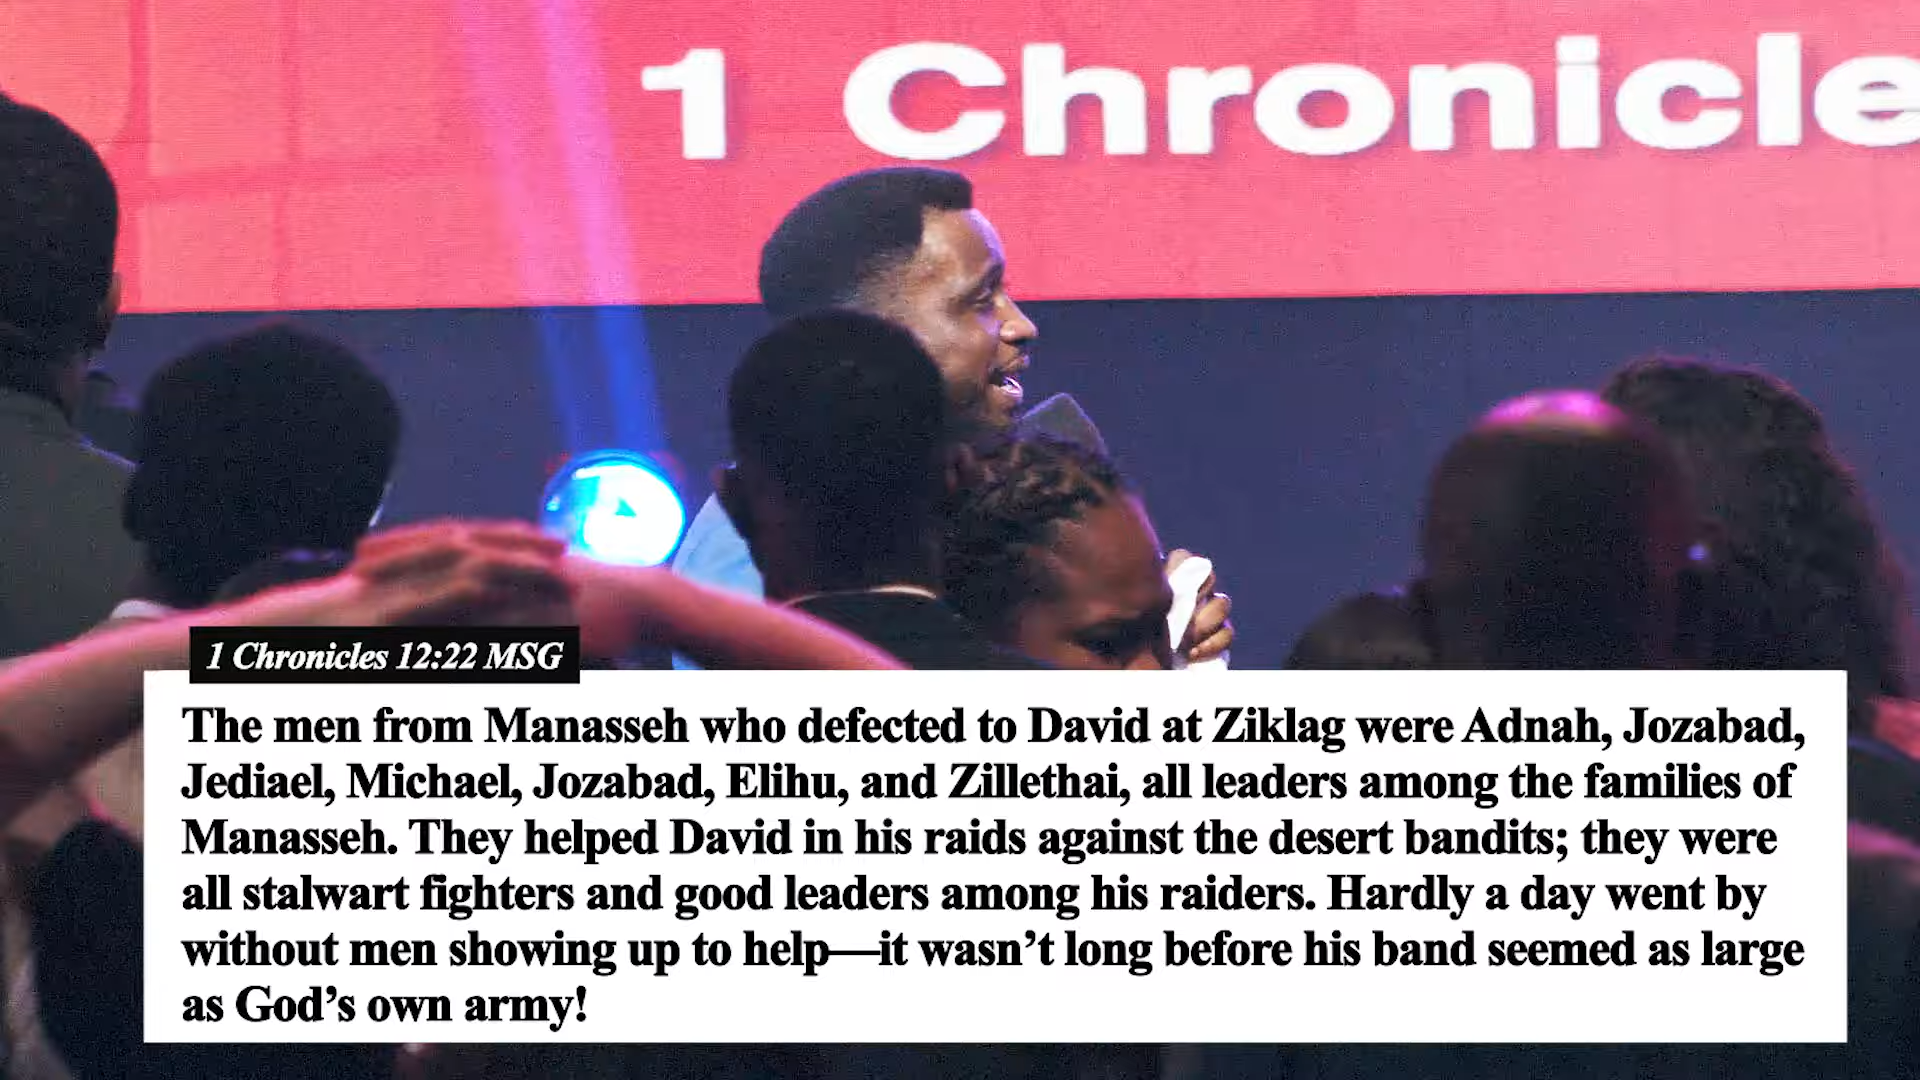 1 Chronicle
1 Chronicles 12:22 MSG
The men from Manasseh who defected to David at Ziklag were Adnah, Jozabad,
Jediael, Michael, Jozabad, Elihu, and Zillethai, all leaders among the families of
Manasseh. They helped David in his raids against the desert bandits; they were
all stalwart fighters and good leaders among his raiders. Hardly a day went by
without men showing up to help—it wasn’t long before his band seemed as large
as God’s own army!